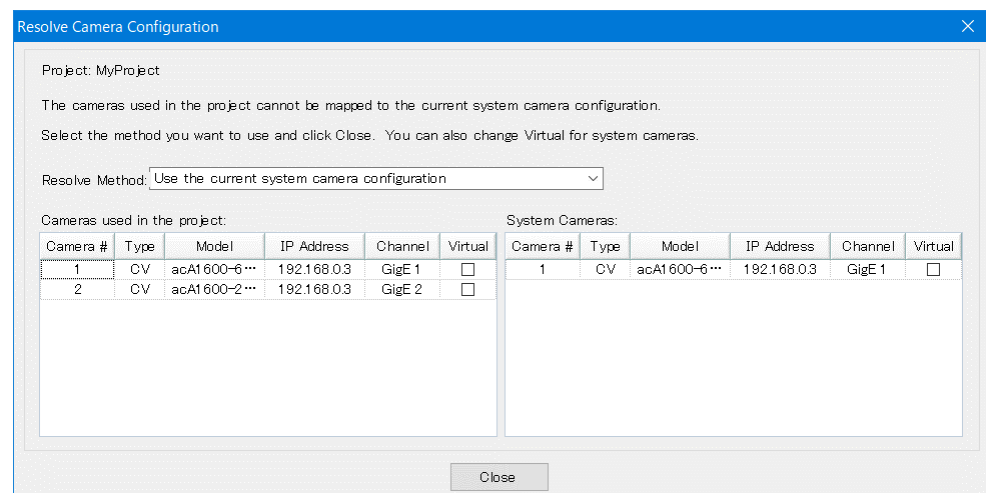 Resolve Camera Configuration
Project: MyProject
The cameras used in the project cannot be mapped to the current system camera configuration.
Select the method you want to use and click Close. You can also change Virtual for system cameras.
Resolve Method: Use the current system camera configuration
Cameras used in the project:
Camera # Type Model IP Address Channel Virtual
1 CV acA1600-6… 192.168.0.3 GigE 1
2 CV acA1600-2… 192.168.0.3 GigE 2
System Cameras:
Camera # Type Model IP Address Channel Virtual
1 CV acA1600-6… 192.168.0.3 GigE 1
Close